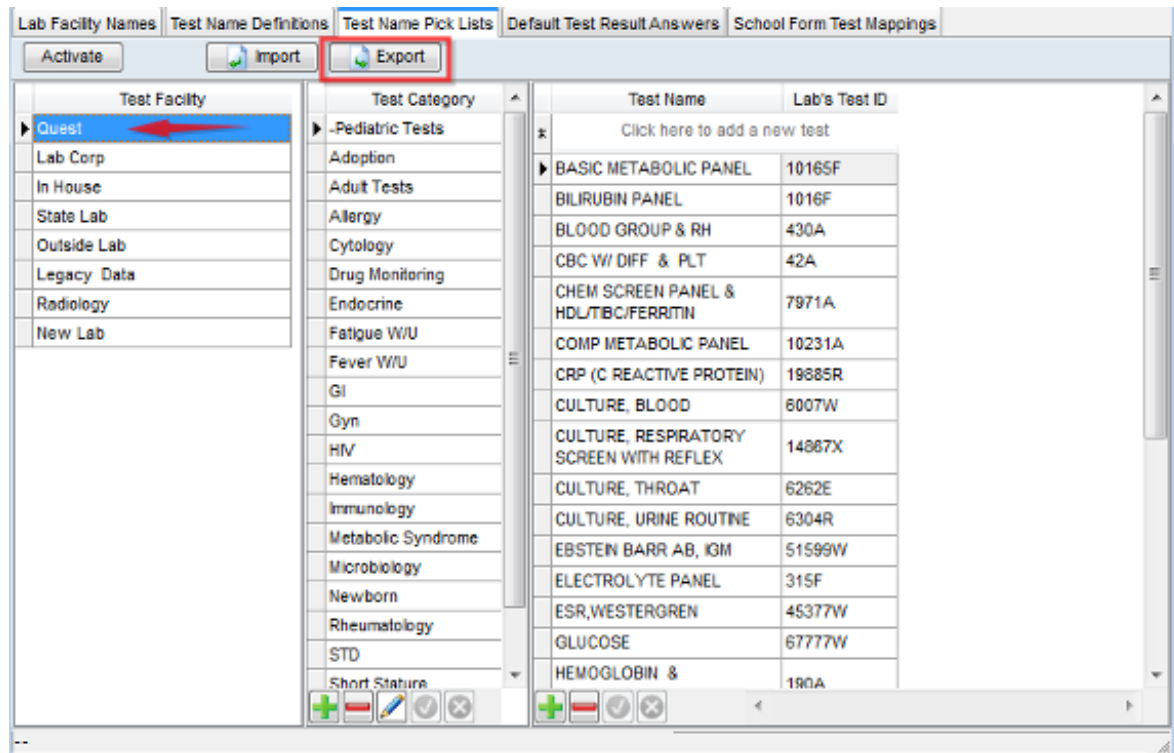 Lab Facility Names Test Name Definitions Test Name Pick Lists Default Test Result Answers School Form Test Mappings
Activate Import Export
Test Facility
Quest
Lab Corp
In House
State Lab
Outside Lab
Legacy Data
Radiology
New Lab
Test Category
-Pediatric Tests
Adoption
Adult Tests
Allergy
Cytology
Drug Monitoring
Endocrine
Fatigue W/U
Fever W/U
GI
Gyn
HIV
Hematology
Immunology
Metabolic Syndrome
Microbiology
Newborn
Rheumatology
STD
Short Stature
Test Name Lab's Test ID
Click here to add a new test
BASIC METABOLIC PANEL 10165F
BILIRUBIN PANEL 1016F
BLOOD GROUP & RH 430A
CBC W/ DIFF & PLT 42A
CHEM SCREEN PANEL &
HDL/TIBC/FERRITIN 7971A
COMP METABOLIC PANEL 10231A
CRP (C REACTIVE PROTEIN) 19885R
CULTURE, BLOOD 6007W
CULTURE, RESPIRATORY
SCREEN WITH REFLEX 14867X
CULTURE, THROAT 6262E
CULTURE, URINE ROUTINE 6304R
EBSTEIN BARR AB, IGM 51599W
ELECTROLYTE PANEL 315F
ESR,WESTERGREN 45377W
GLUCOSE 67777W
HEMOGLOBIN &
190A
--